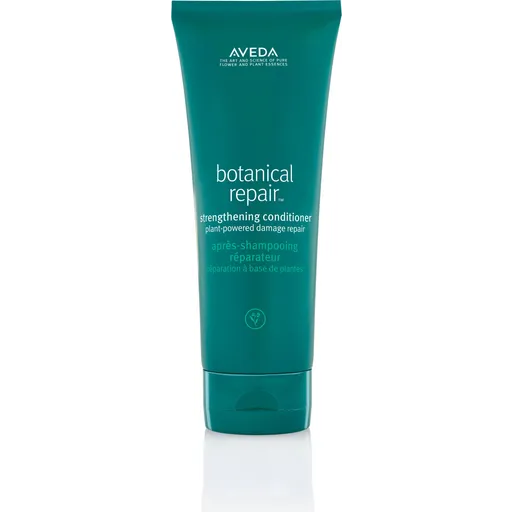 AVEDA
THE ART AND SCIENCE OF PURE
FLOWER AND PLANT ESSENCES
botanical
repair™
strengthening conditioner
plant-powered damage repair
après-shampooing
réparateur
réparation à base de plantes